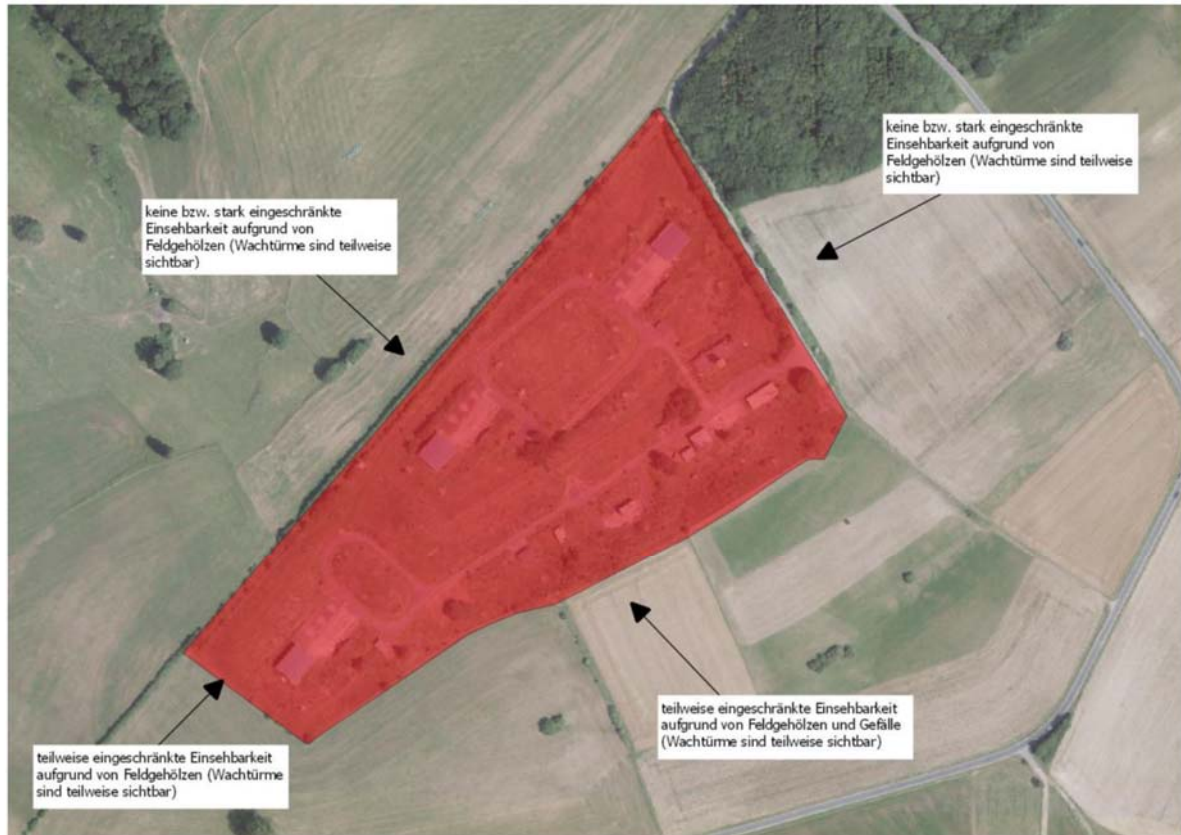 keine bzw. stark eingeschränkte
Einsehbarkeit aufgrund von
Feldgehölzen (Wachtürme sind teilweise
sichtbar)
keine bzw. stark eingeschränkte
Einsehbarkeit aufgrund von
Feldgehölzen (Wachtürme sind teilweise
sichtbar)
teilweise eingeschränkte Einsehbarkeit
aufgrund von Feldgehölzen und Gefälle
(Wachtürme sind teilweise sichtbar)
teilweise eingeschränkte Einsehbarkeit
aufgrund von Feldgehölzen (Wachtürme
sind teilweise sichtbar)